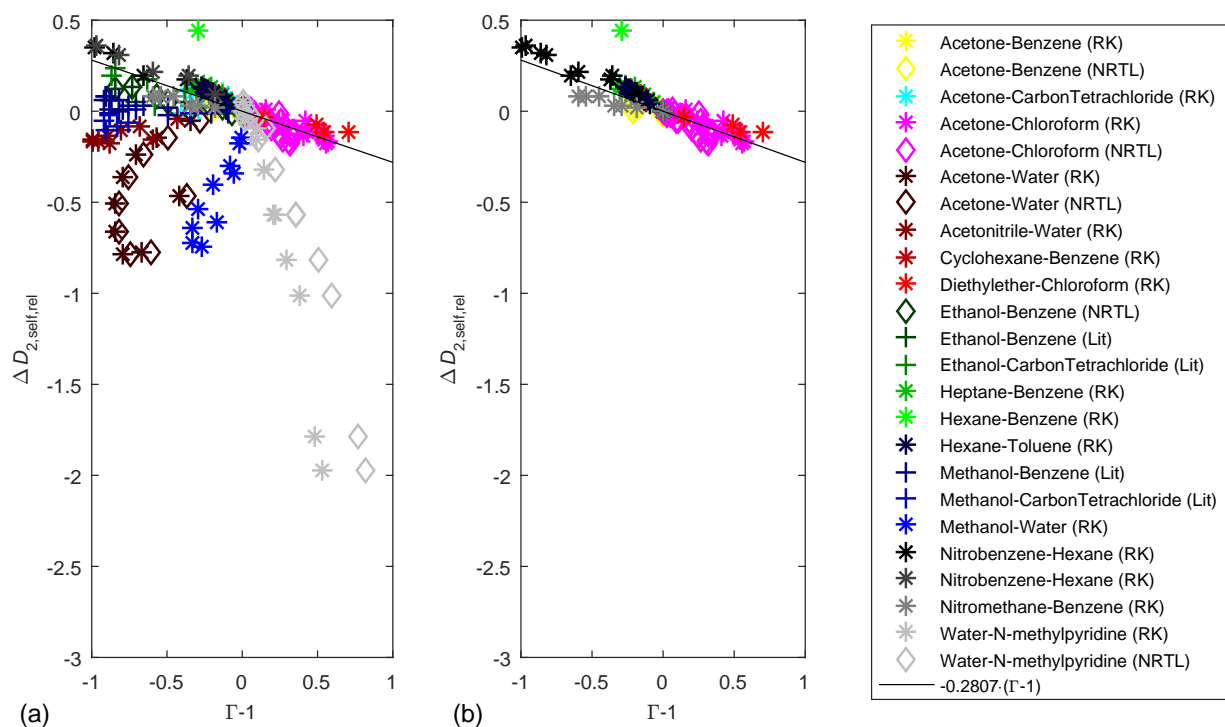 0.5
0
-0.5
-1
-1.5
-2
-2.5
-3
-1 -0.5 0 0.5 1
Γ-1
Δ D2,self,rel
(a)
0.5
0
-0.5
-1
-1.5
-2
-2.5
-3
-1 -0.5 0 0.5 1
Γ-1
Δ D2,self,rel
(b)
Acetone-Benzene (RK)
Acetone-Benzene (NRTL)
Acetone-CarbonTetrachloride (RK)
Acetone-Chloroform (RK)
Acetone-Chloroform (NRTL)
Acetone-Water (RK)
Acetone-Water (NRTL)
Acetonitrile-Water (RK)
Cyclohexane-Benzene (RK)
Diethylether-Chloroform (RK)
Ethanol-Benzene (NRTL)
Ethanol-Benzene (Lit)
Ethanol-CarbonTetrachloride (Lit)
Heptane-Benzene (RK)
Hexane-Benzene (RK)
Hexane-Toluene (RK)
Methanol-Benzene (Lit)
Methanol-CarbonTetrachloride (Lit)
Methanol-Water (RK)
Nitrobenzene-Hexane (RK)
Nitrobenzene-Hexane (RK)
Nitromethane-Benzene (RK)
Water-N-methylpyridine (RK)
Water-N-methylpyridine (NRTL)
-0.2807·(Γ-1)